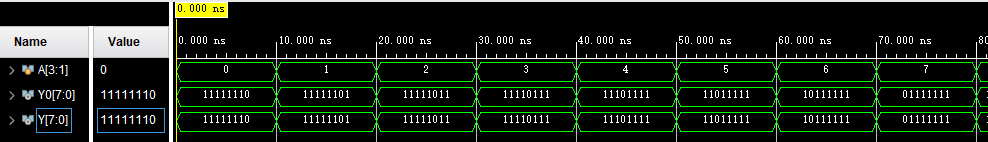 0.000 ns
Name Value 0.000 ns 10.000 ns 20.000 ns 30.000 ns 40.000 ns 50.000 ns 60.000 ns 70.000 ns 80
A[3:1] 0 0 1 2 3 4 5 6 7
Y0[7:0] 11111110 11111110 11111101 11111011 11110111 11101111 11011111 10111111 01111111
Y[7:0] 11111110 11111110 11111101 11111011 11110111 11101111 11011111 10111111 01111111